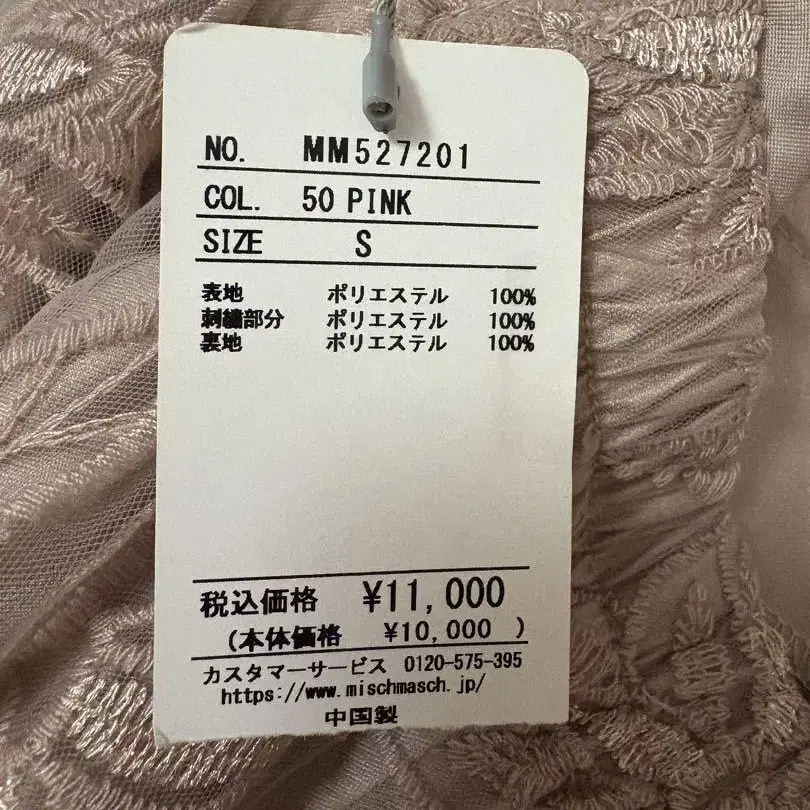 NO. MM527201
COL. 50 PINK
SIZE S
表地 ポリエステル 100%
刺繍部分 ポリエステル 100%
裏地 ポリエステル 100%
税込価格 ¥11,000
(本体価格 ¥10,000 )
カスタマーサービス 0120-575-395
https://www.mischmasch.jp/
中国製